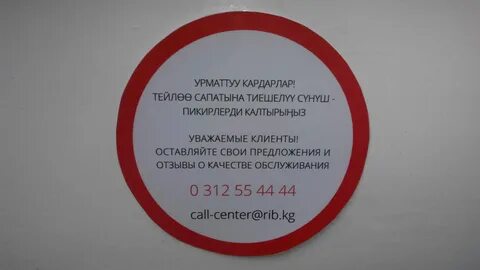 УРМАТТУУ КАРДАРЛАР!
ТЕЙЛӨӨ САПАТЫНА ТИЕШЕЛҮҮ СҮНҮШ -
ПИКИРЛЕРДИ КАЛТЫРЫҢЫЗ
УВАЖАЕМЫЕ КЛИЕНТЫ!
ОСТАВЛЯЙТЕ СВОИ ПРЕДЛОЖЕНИЯ И
ОТЗЫВЫ О КАЧЕСТВЕ ОБСЛУЖИВАНИЯ
0 312 55 44 44
call-center@rib.kg